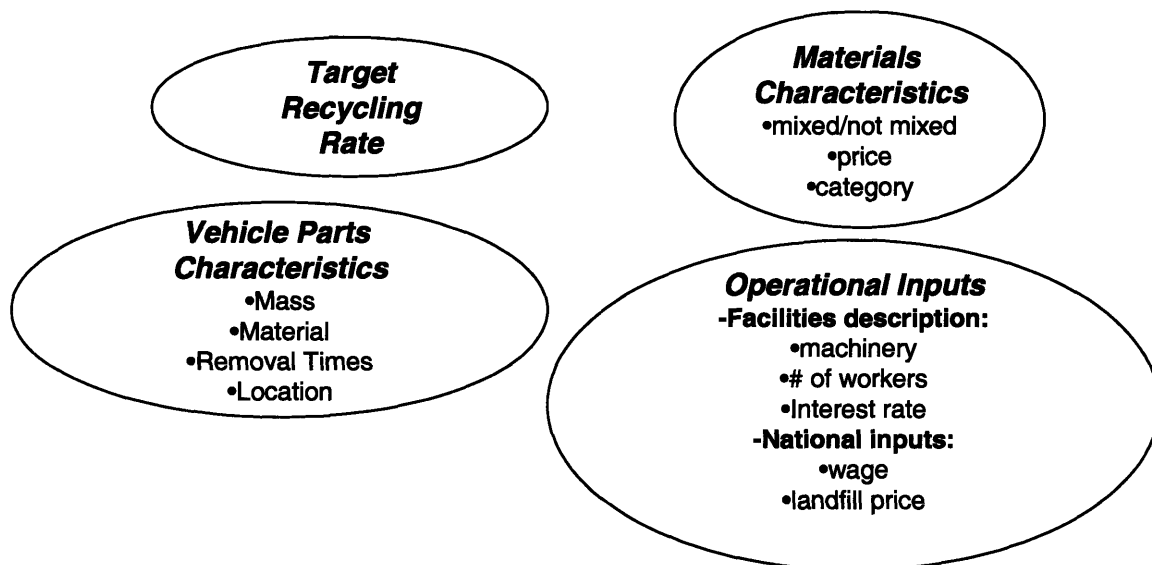 Target
Recycling
Rate
Materials
Characteristics
•mixed/not mixed
•price
•category
Vehicle Parts
Characteristics
•Mass
•Material
•Removal Times
•Location
Operational Inputs
-Facilities description:
•machinery
•# of workers
•Interest rate
-National inputs:
•wage
•landfill price